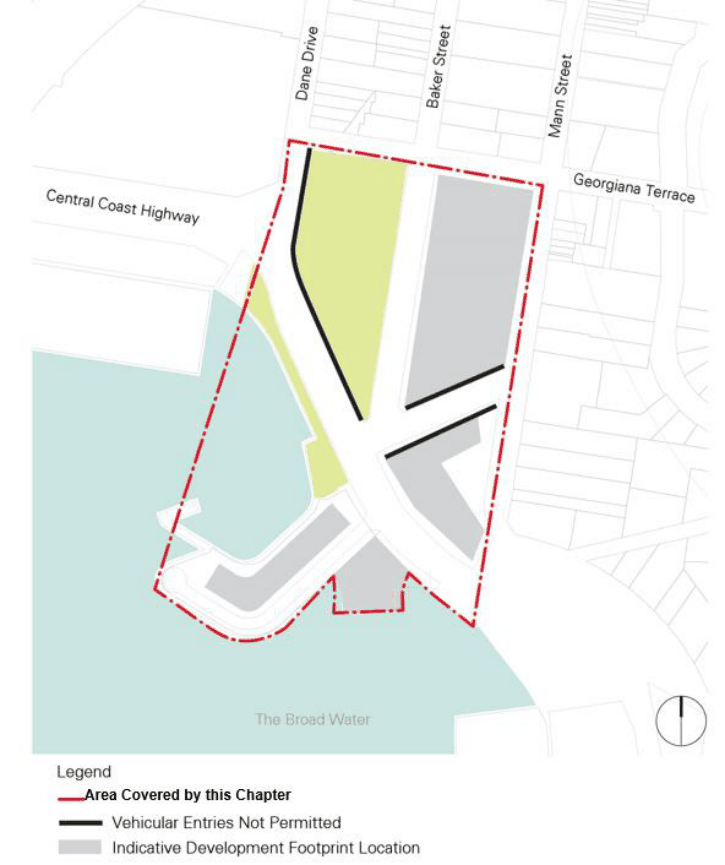 Dane Drive
Baker Street
Mann Street
Georgiana Terrace
Central Coast Highway
The Broad Water
Legend
Area Covered by this Chapter
Vehicular Entries Not Permitted
Indicative Development Footprint Location